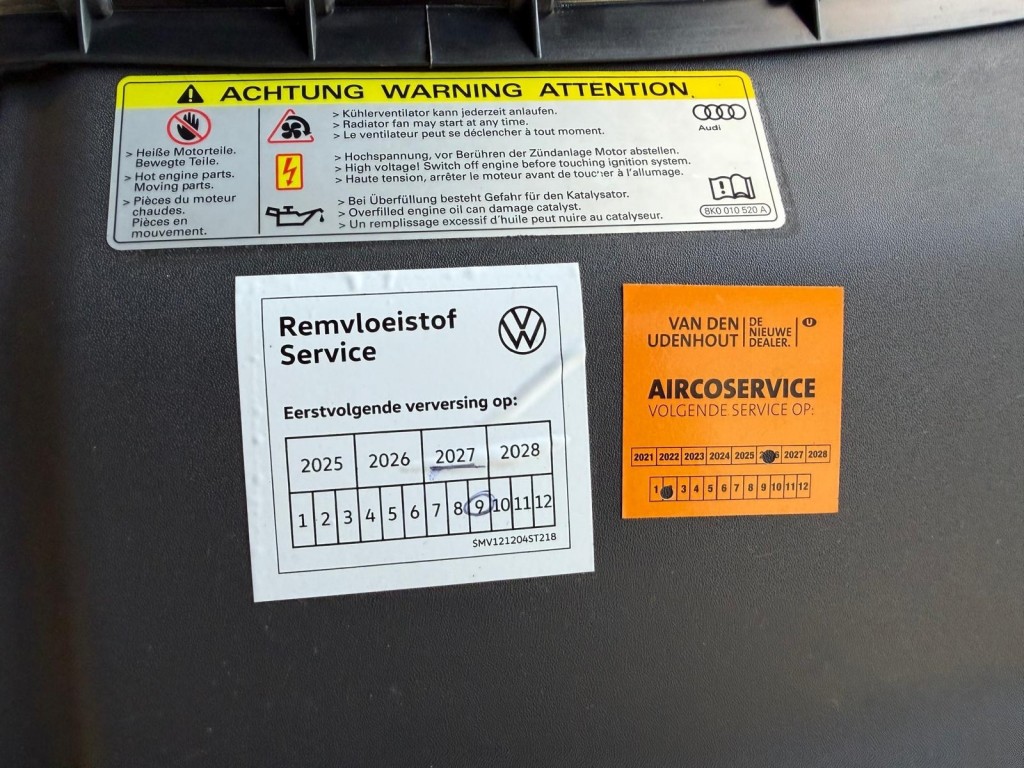 ACHTUNG WARNING ATTENTION
> Heiße Motorteile.
Bewegte Teile.
> Hot engine parts.
Moving parts.
> Pièces du moteur
chaudes.
Pièces en
mouvement.
> Kühlerventilator kann jederzeit anlaufen.
> Radiator fan may start at any time.
> Le ventilateur peut se déclencher à tout moment.
> Hochspannung, vor Berühren der Zündanlage Motor abstellen.
> High voltage! Switch off engine before touching ignition system.
> Haute tension, arrêter le moteur avant de toucher à l'allumage.
> Bei Überfüllung besteht Gefahr für den Katalysator.
> Overfilled engine oil can damage catalyst.
> Un remplissage excessif d'huile peut nuire au catalyseur.
Audi
8K0 010 520 A
Remvloeistof
Service
Eerstvolgende verversing op:
2025 2026 2027 2028
1 2 3 4 5 6 7 8 9 10 11 12
SMV121204ST218
VAN DEN
UDENHOUT
DE
NIEUWE
DEALER.
U
AIRCOSERVICE
VOLGENDE SERVICE OP:
2021 2022 2023 2024 2025 2026 2027 2028
1 3 4 5 6 7 8 9 10 11 12